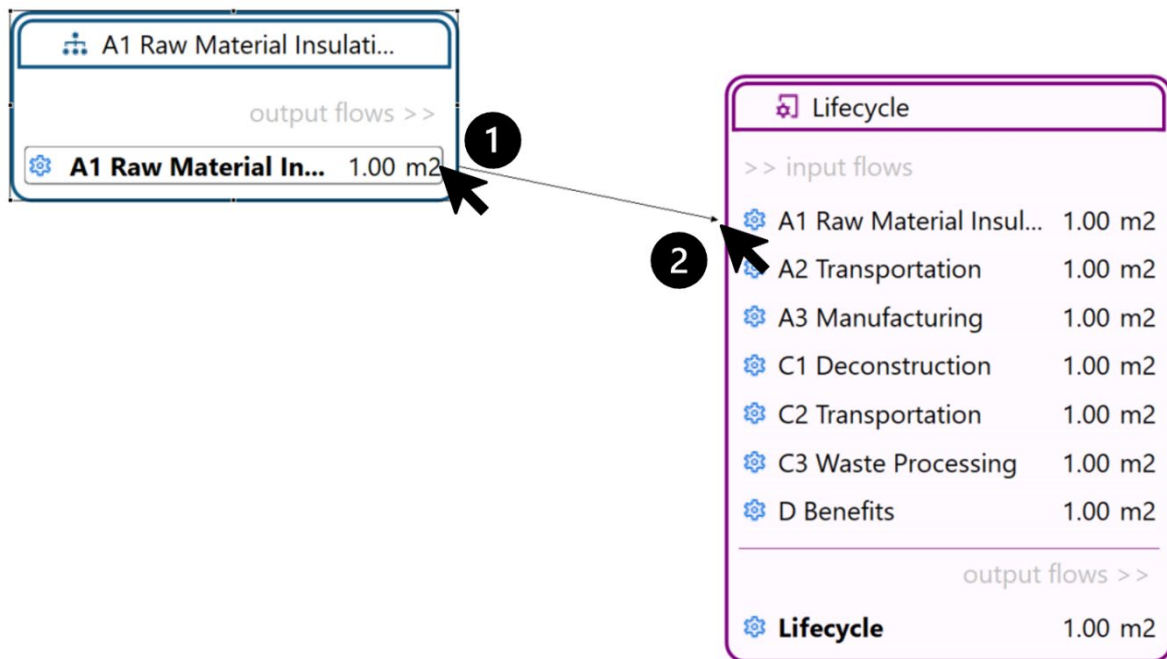 A1 Raw Material Insulati...
output flows >>
A1 Raw Material In... 1.00 m2
1
2
Lifecycle
>> input flows
A1 Raw Material Insul... 1.00 m2
A2 Transportation 1.00 m2
A3 Manufacturing 1.00 m2
C1 Deconstruction 1.00 m2
C2 Transportation 1.00 m2
C3 Waste Processing 1.00 m2
D Benefits 1.00 m2
output flows >>
Lifecycle 1.00 m2